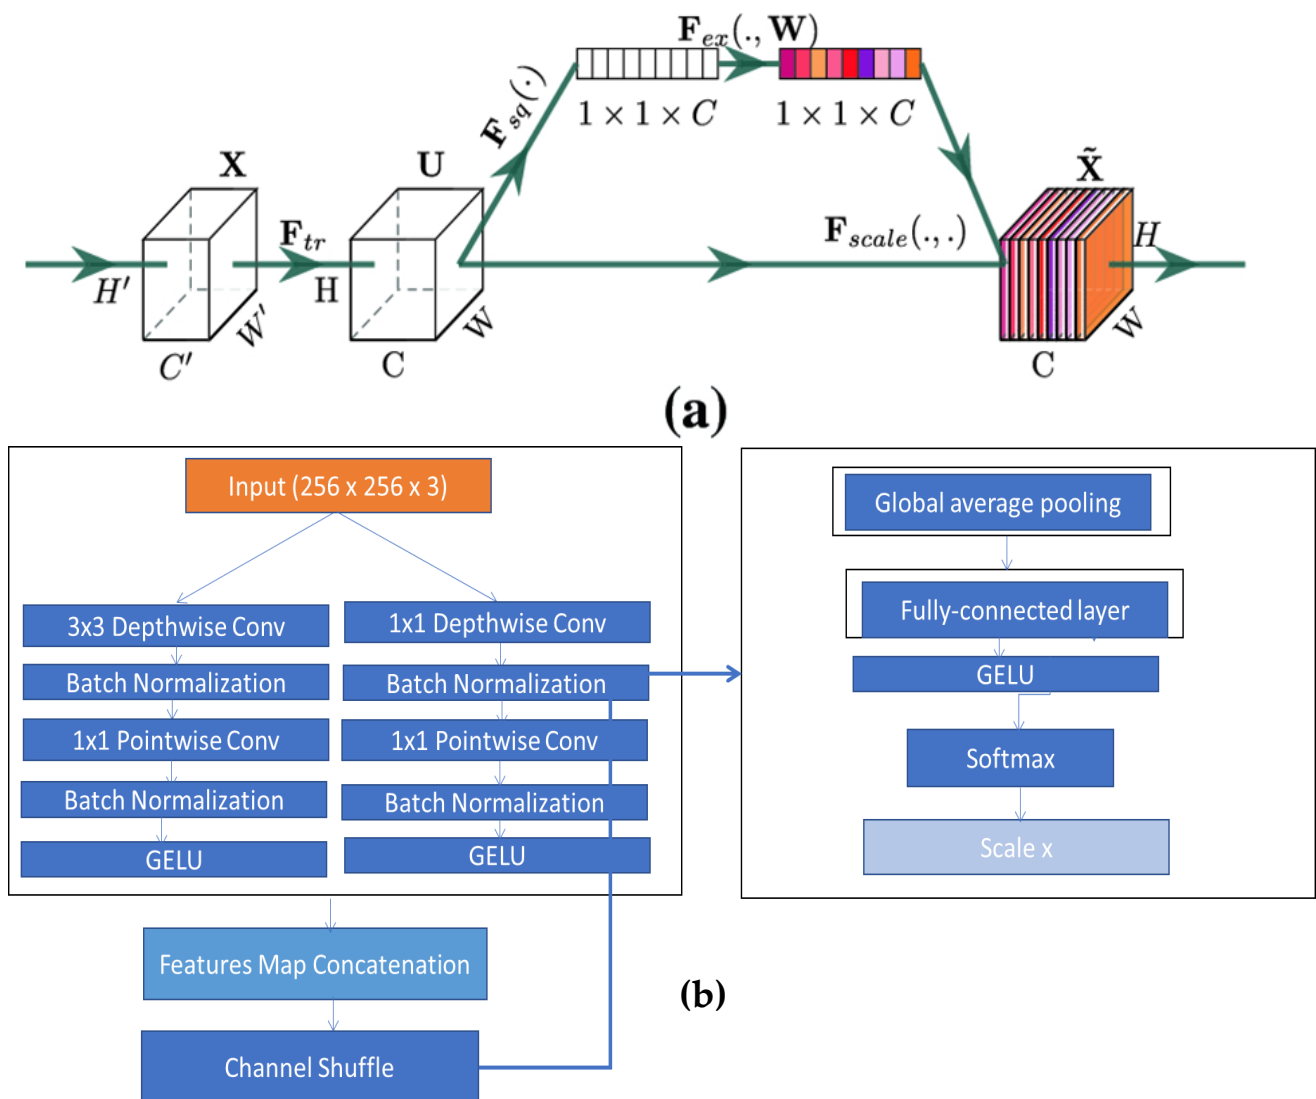 F_ex(., W)
F_sq(·)
1 × 1 × C
1 × 1 × C
X
U
X̃
F_tr
F_scale(., .)
H
H′
H
W′
W
W
C′
C
C
(a)
Input (256 x 256 x 3)
3x3 Depthwise Conv
Batch Normalization
1x1 Pointwise Conv
Batch Normalization
GELU
1x1 Depthwise Conv
Batch Normalization
1x1 Pointwise Conv
Batch Normalization
GELU
Features Map Concatenation
Channel Shuffle
Global average pooling
Fully-connected layer
GELU
Softmax
Scale x
(b)